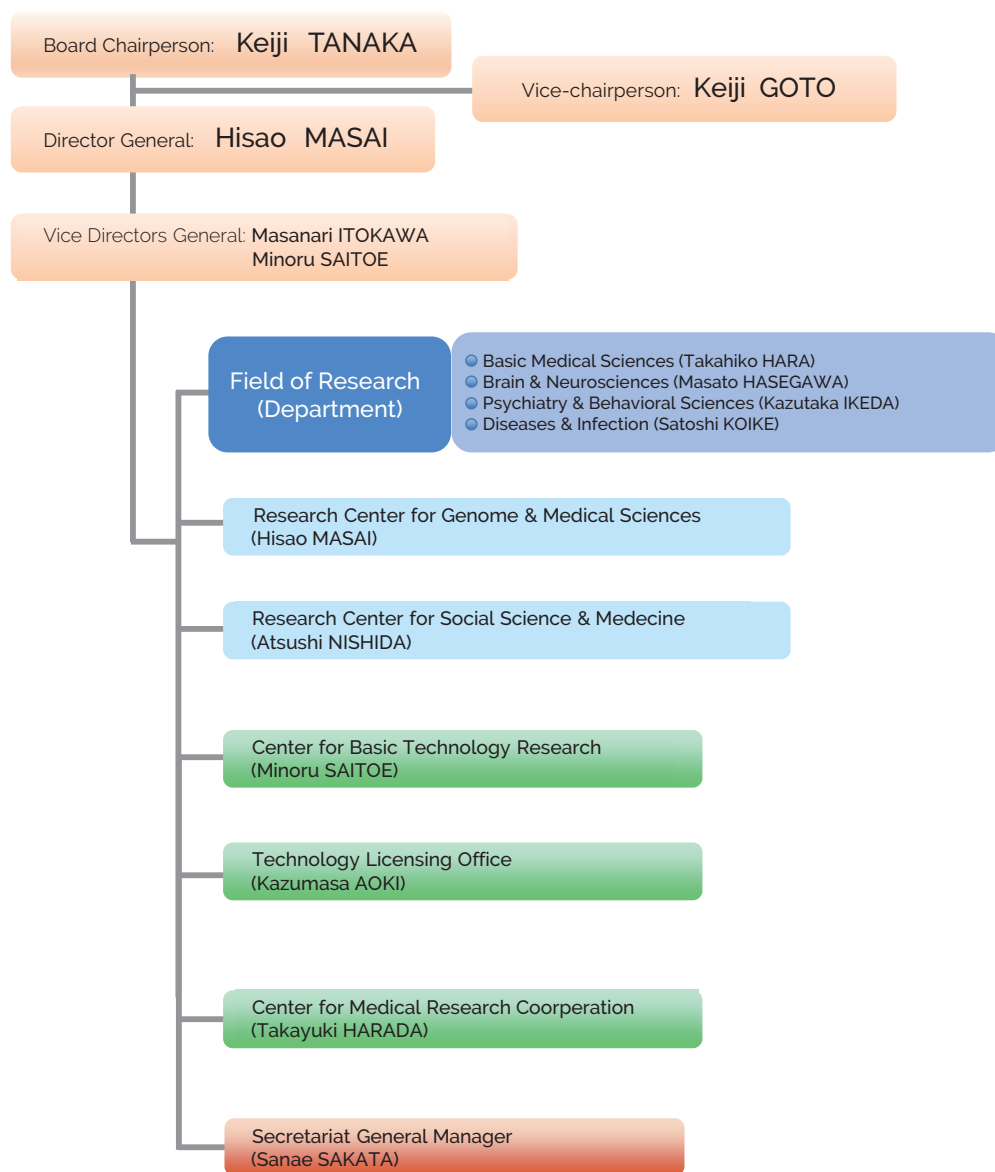 Board Chairperson: Keiji TANAKA
Vice-chairperson: Keiji GOTO
Director General: Hisao MASAI
Vice Directors General: Masanari ITOKAWA
Minoru SAITOE
Field of Research
(Department)
Basic Medical Sciences (Takahiko HARA)
Brain & Neurosciences (Masato HASEGAWA)
Psychiatry & Behavioral Sciences (Kazutaka IKEDA)
Diseases & Infection (Satoshi KOIKE)
Research Center for Genome & Medical Sciences
(Hisao MASAI)
Research Center for Social Science & Medecine
(Atsushi NISHIDA)
Center for Basic Technology Research
(Minoru SAITOE)
Technology Licensing Office
(Kazumasa AOKI)
Center for Medical Research Coorperation
(Takayuki HARADA)
Secretariat General Manager
(Sanae SAKATA)